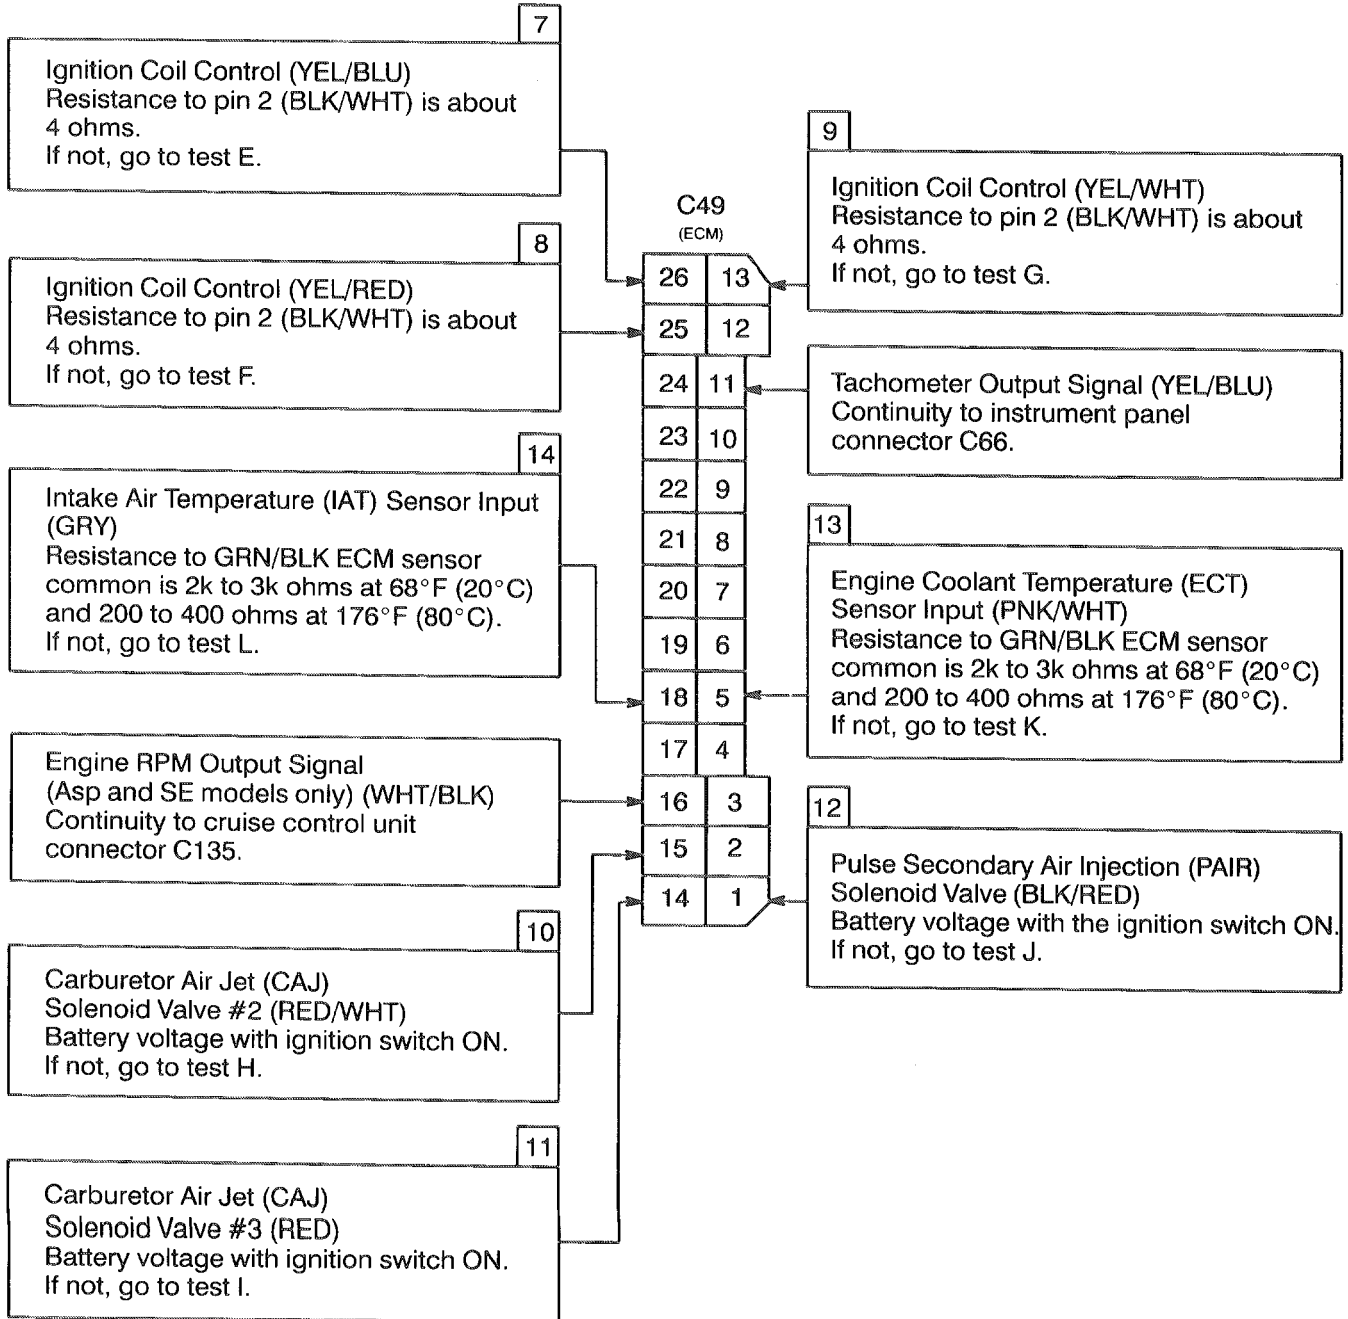 7
Ignition Coil Control (YEL/BLU)
Resistance to pin 2 (BLK/WHT) is about
4 ohms.
If not, go to test E.
8
Ignition Coil Control (YEL/RED)
Resistance to pin 2 (BLK/WHT) is about
4 ohms.
If not, go to test F.
14
Intake Air Temperature (IAT) Sensor Input
(GRY)
Resistance to GRN/BLK ECM sensor
common is 2k to 3k ohms at 68°F (20°C)
and 200 to 400 ohms at 176°F (80°C).
If not, go to test L.
Engine RPM Output Signal
(Asp and SE models only) (WHT/BLK)
Continuity to cruise control unit
connector C135.
10
Carburetor Air Jet (CAJ)
Solenoid Valve #2 (RED/WHT)
Battery voltage with ignition switch ON.
If not, go to test H.
11
Carburetor Air Jet (CAJ)
Solenoid Valve #3 (RED)
Battery voltage with ignition switch ON.
If not, go to test I.
C49
(ECM)
26 13
25 12
24 11
23 10
22 9
21 8
20 7
19 6
18 5
17 4
16 3
15 2
14 1
9
Ignition Coil Control (YEL/WHT)
Resistance to pin 2 (BLK/WHT) is about
4 ohms.
If not, go to test G.
Tachometer Output Signal (YEL/BLU)
Continuity to instrument panel
connector C66.
13
Engine Coolant Temperature (ECT)
Sensor Input (PNK/WHT)
Resistance to GRN/BLK ECM sensor
common is 2k to 3k ohms at 68°F (20°C)
and 200 to 400 ohms at 176°F (80°C).
If not, go to test K.
12
Pulse Secondary Air Injection (PAIR)
Solenoid Valve (BLK/RED)
Battery voltage with the ignition switch ON.
If not, go to test J.